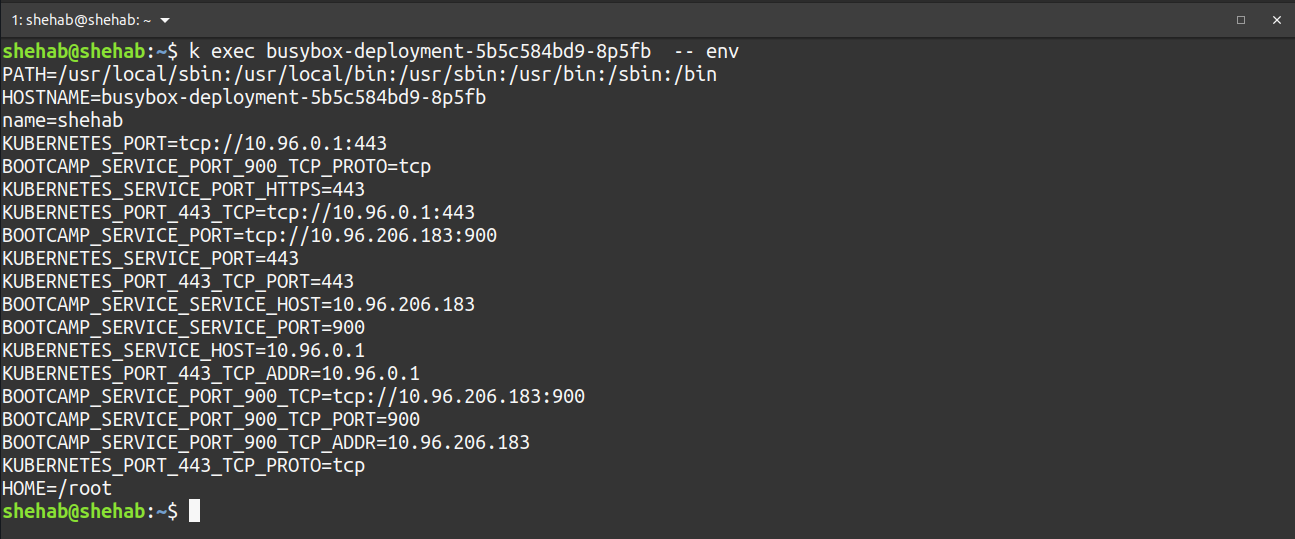 1: shehab@shehab: ~
shehab@shehab:~$ k exec busybox-deployment-5b5c584bd9-8p5fb  -- env
PATH=/usr/local/sbin:/usr/local/bin:/usr/sbin:/usr/bin:/sbin:/bin
HOSTNAME=busybox-deployment-5b5c584bd9-8p5fb
name=shehab
KUBERNETES_PORT=tcp://10.96.0.1:443
BOOTCAMP_SERVICE_PORT_900_TCP_PROTO=tcp
KUBERNETES_SERVICE_PORT_HTTPS=443
KUBERNETES_PORT_443_TCP=tcp://10.96.0.1:443
BOOTCAMP_SERVICE_PORT=tcp://10.96.206.183:900
KUBERNETES_SERVICE_PORT=443
KUBERNETES_PORT_443_TCP_PORT=443
BOOTCAMP_SERVICE_SERVICE_HOST=10.96.206.183
BOOTCAMP_SERVICE_SERVICE_PORT=900
KUBERNETES_SERVICE_HOST=10.96.0.1
KUBERNETES_PORT_443_TCP_ADDR=10.96.0.1
BOOTCAMP_SERVICE_PORT_900_TCP=tcp://10.96.206.183:900
BOOTCAMP_SERVICE_PORT_900_TCP_PORT=900
BOOTCAMP_SERVICE_PORT_900_TCP_ADDR=10.96.206.183
KUBERNETES_PORT_443_TCP_PROTO=tcp
HOME=/root
shehab@shehab:~$